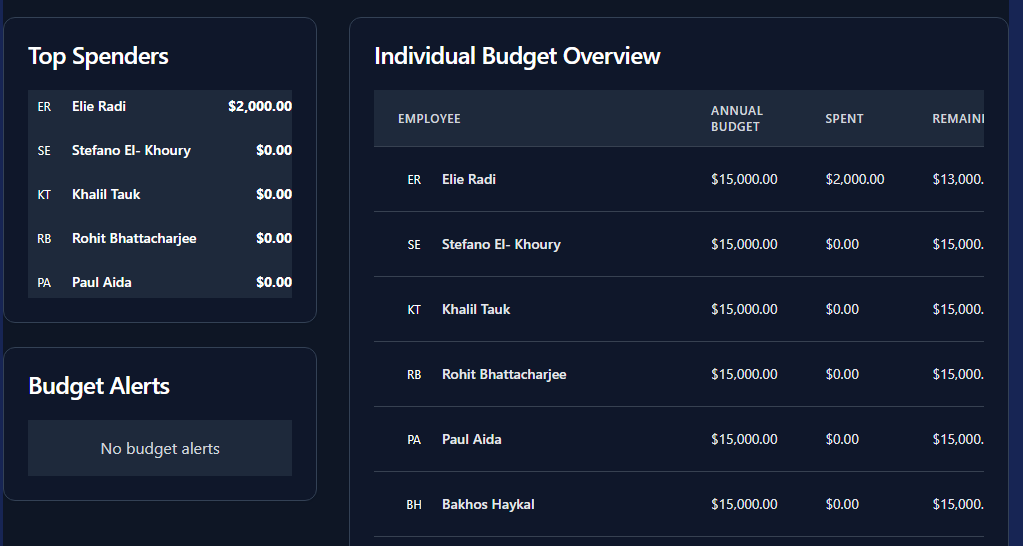 Top Spenders
ER Elie Radi $2,000.00
SE Stefano El- Khoury $0.00
KT Khalil Tauk $0.00
RB Rohit Bhattacharjee $0.00
PA Paul Aida $0.00
Budget Alerts
No budget alerts
Individual Budget Overview
EMPLOYEE ANNUAL BUDGET SPENT REMAINI
ER Elie Radi $15,000.00 $2,000.00 $13,000.
SE Stefano El- Khoury $15,000.00 $0.00 $15,000.
KT Khalil Tauk $15,000.00 $0.00 $15,000.
RB Rohit Bhattacharjee $15,000.00 $0.00 $15,000.
PA Paul Aida $15,000.00 $0.00 $15,000.
BH Bakhos Haykal $15,000.00 $0.00 $15,000.